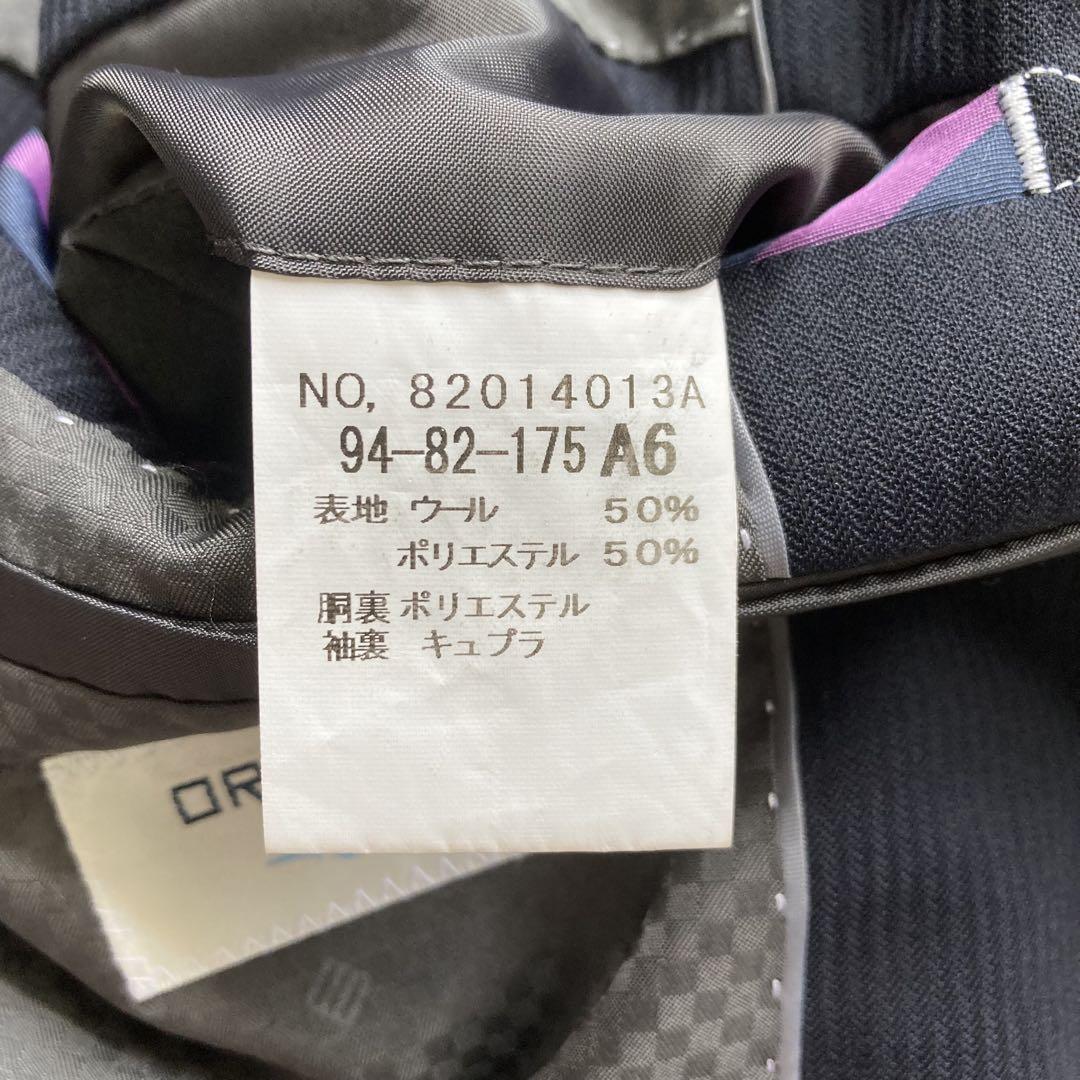 NO, 82014013A
94-82-175 A6
表地 ウール 50%
ポリエステル 50%
胴裏 ポリエステル
袖裏 キュプラ
OR